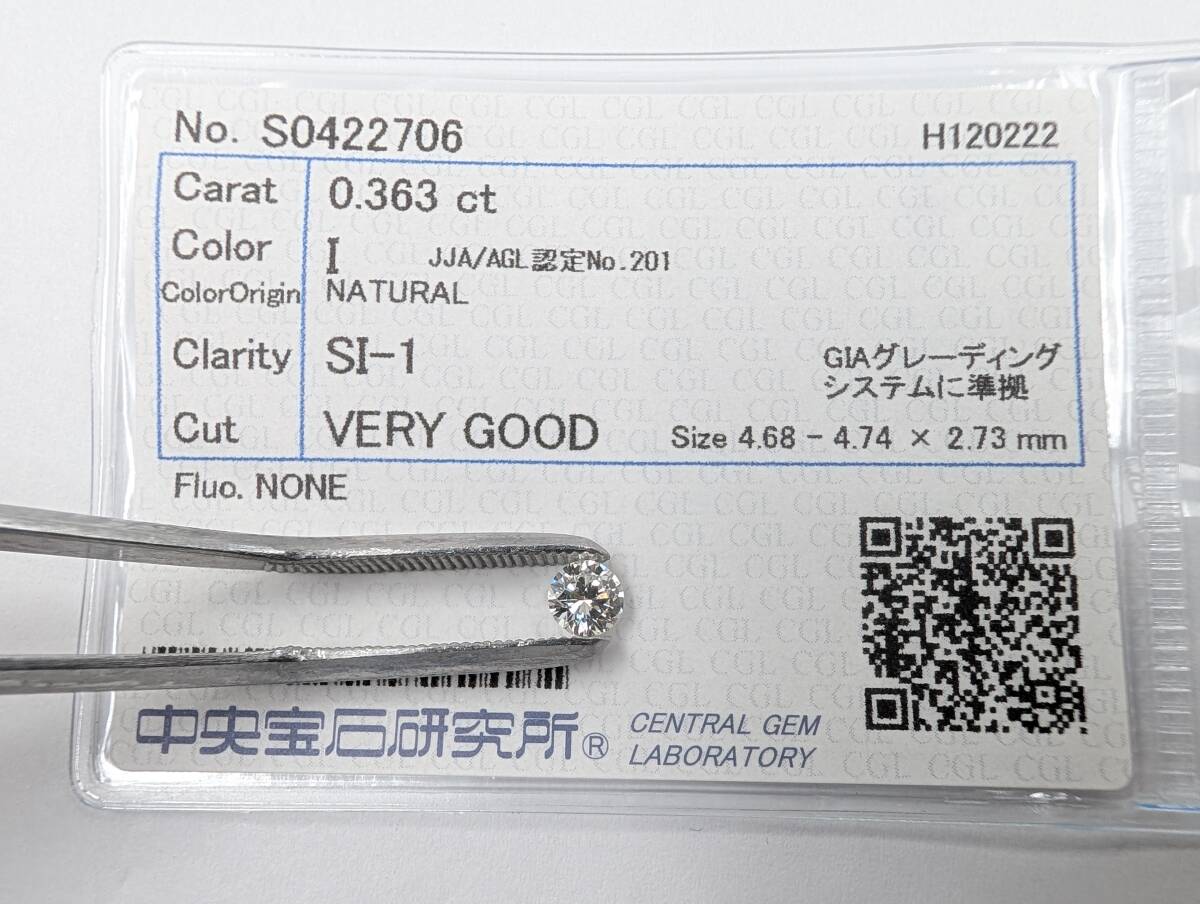 No. S0422706 H120222
Carat 0.363 ct
Color I JJA/AGL認定No.201
ColorOrigin NATURAL
Clarity SI-1 GIAグレーディング
システムに準拠
Cut VERY GOOD Size 4.68 - 4.74 × 2.73 mm
Fluo. NONE
中央宝石研究所® CENTRAL GEM
LABORATORY